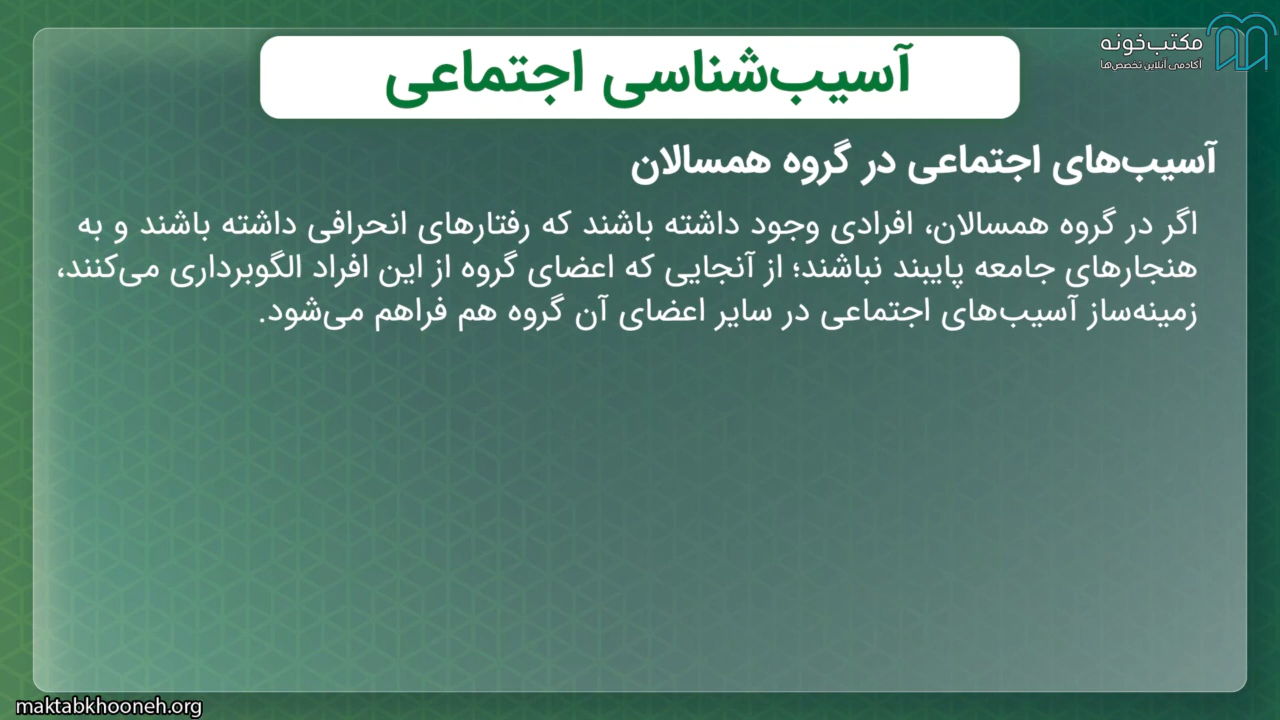 مکتب‌خونه
آکادمی آنلاین تخصص‌ها
آسیب‌شناسی اجتماعی
آسیب‌های اجتماعی در گروه همسالان
اگر در گروه همسالان، افرادی وجود داشته باشند که رفتارهای انحرافی داشته باشند و به
هنجارهای جامعه پایبند نباشند؛ از آنجایی که اعضای گروه از این افراد الگوبرداری می‌کنند،
زمینه‌ساز آسیب‌های اجتماعی در سایر اعضای آن گروه هم فراهم می‌شود.
maktabkhooneh.org